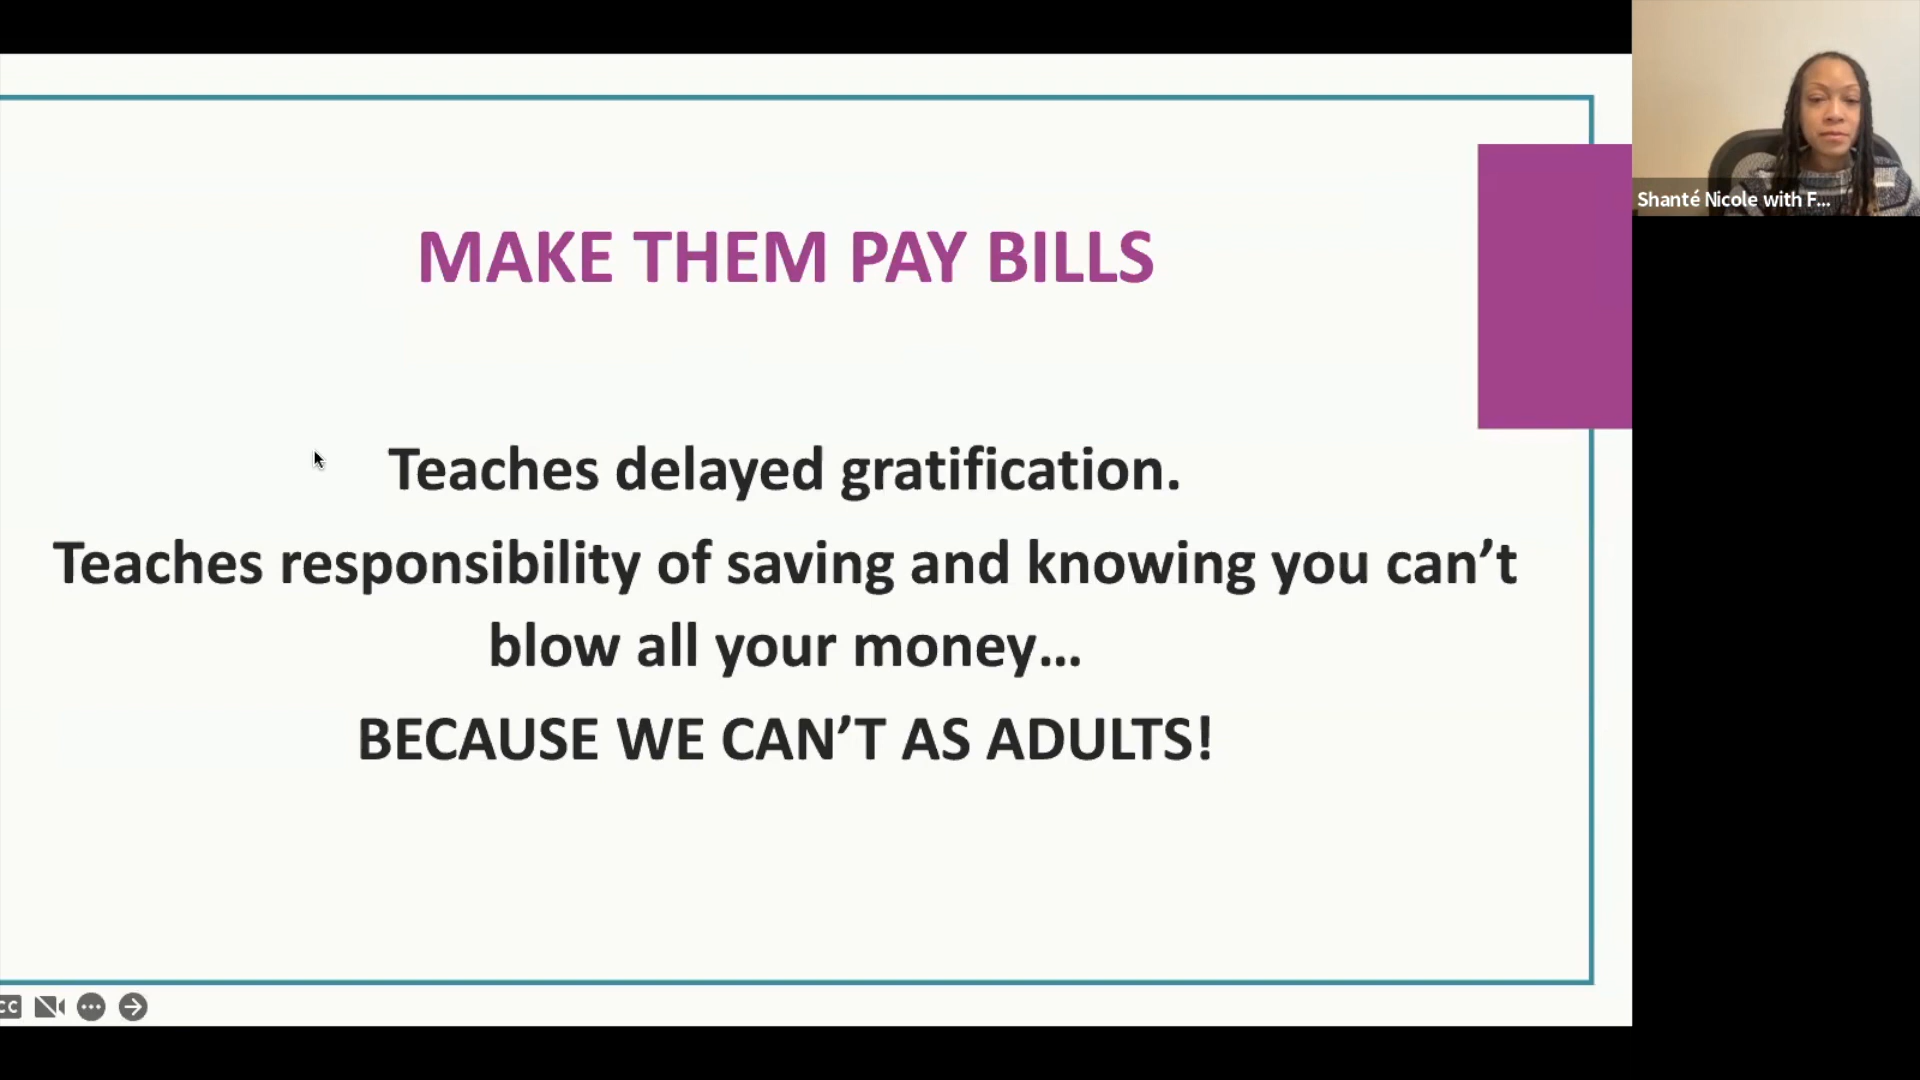 MAKE THEM PAY BILLS
Teaches delayed gratification.
Teaches responsibility of saving and knowing you can’t
blow all your money…
BECAUSE WE CAN’T AS ADULTS!
Shanté Nicole with F...
CC